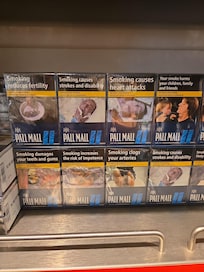 Smoking
reduces fertility
Smoking causes
strokes and disability
Smoking causes
heart attacks
Your smoke harms
your children, family
and friends
PALL MALL
PALL MALL
PALL MALL
PALL MALL
Smoking damages
your teeth and gums
Smoking increases
the risk of impotence
Smoking clogs
your arteries
Smoking causes
strokes and disability
PALL MALL
PALL MALL
PALL MALL
PALL MALL